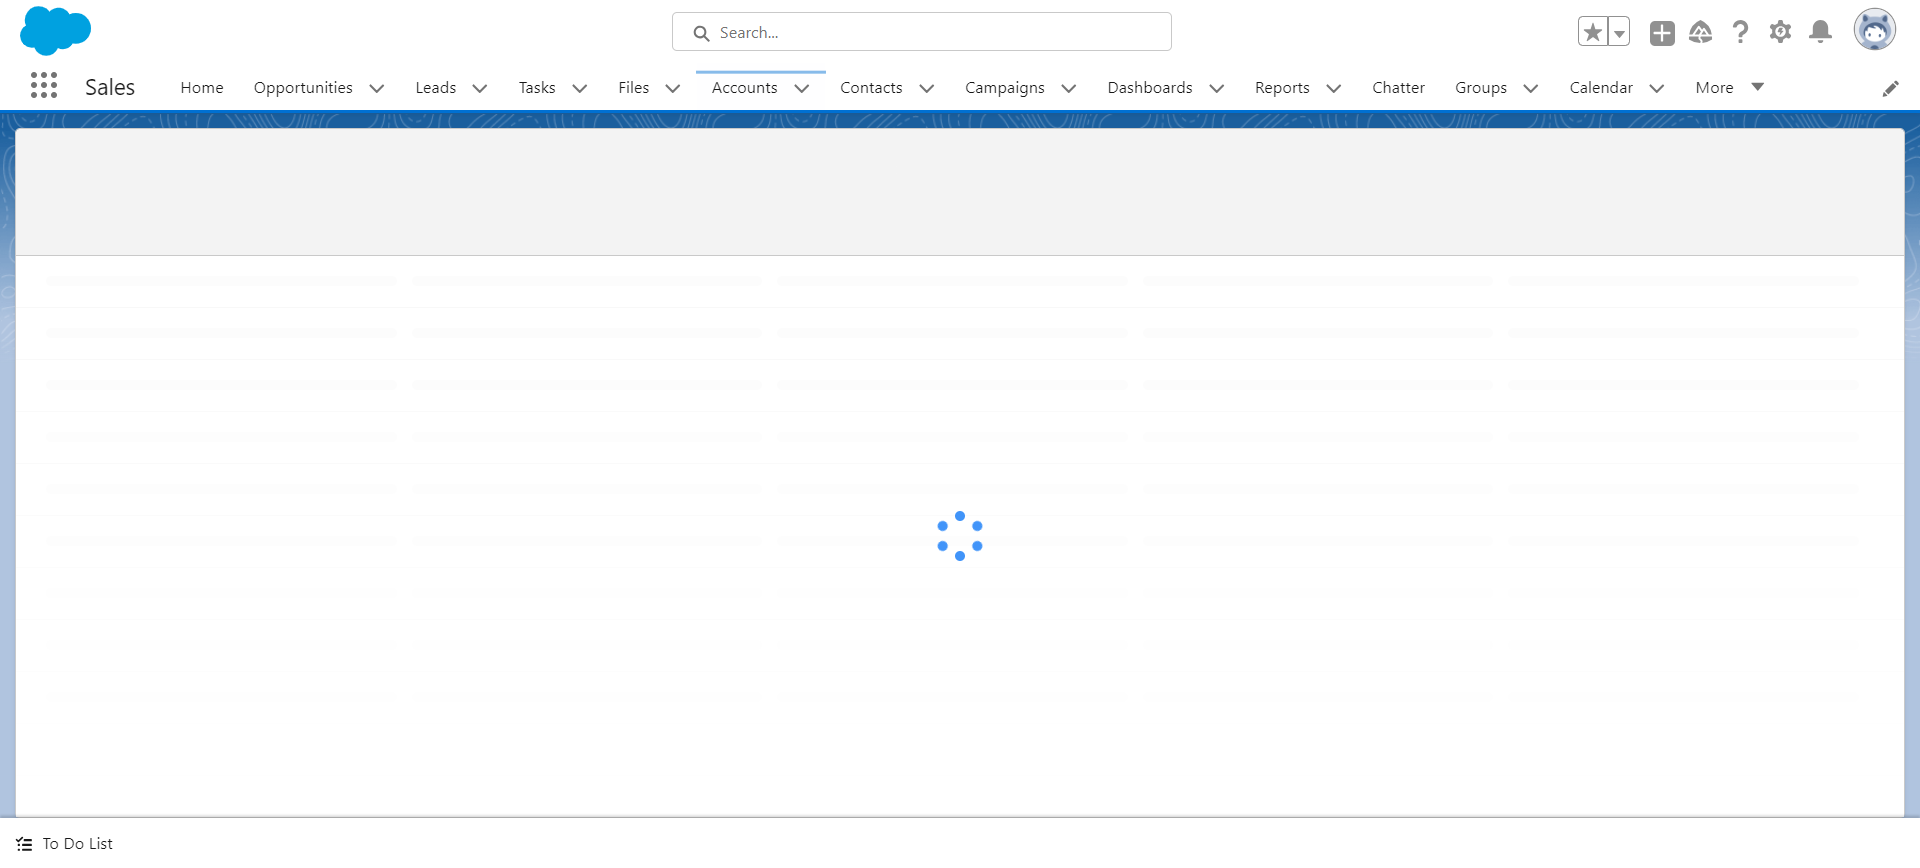 Search...
Sales Home Opportunities Leads Tasks Files Accounts Contacts Campaigns Dashboards Reports Chatter Groups Calendar More
To Do List